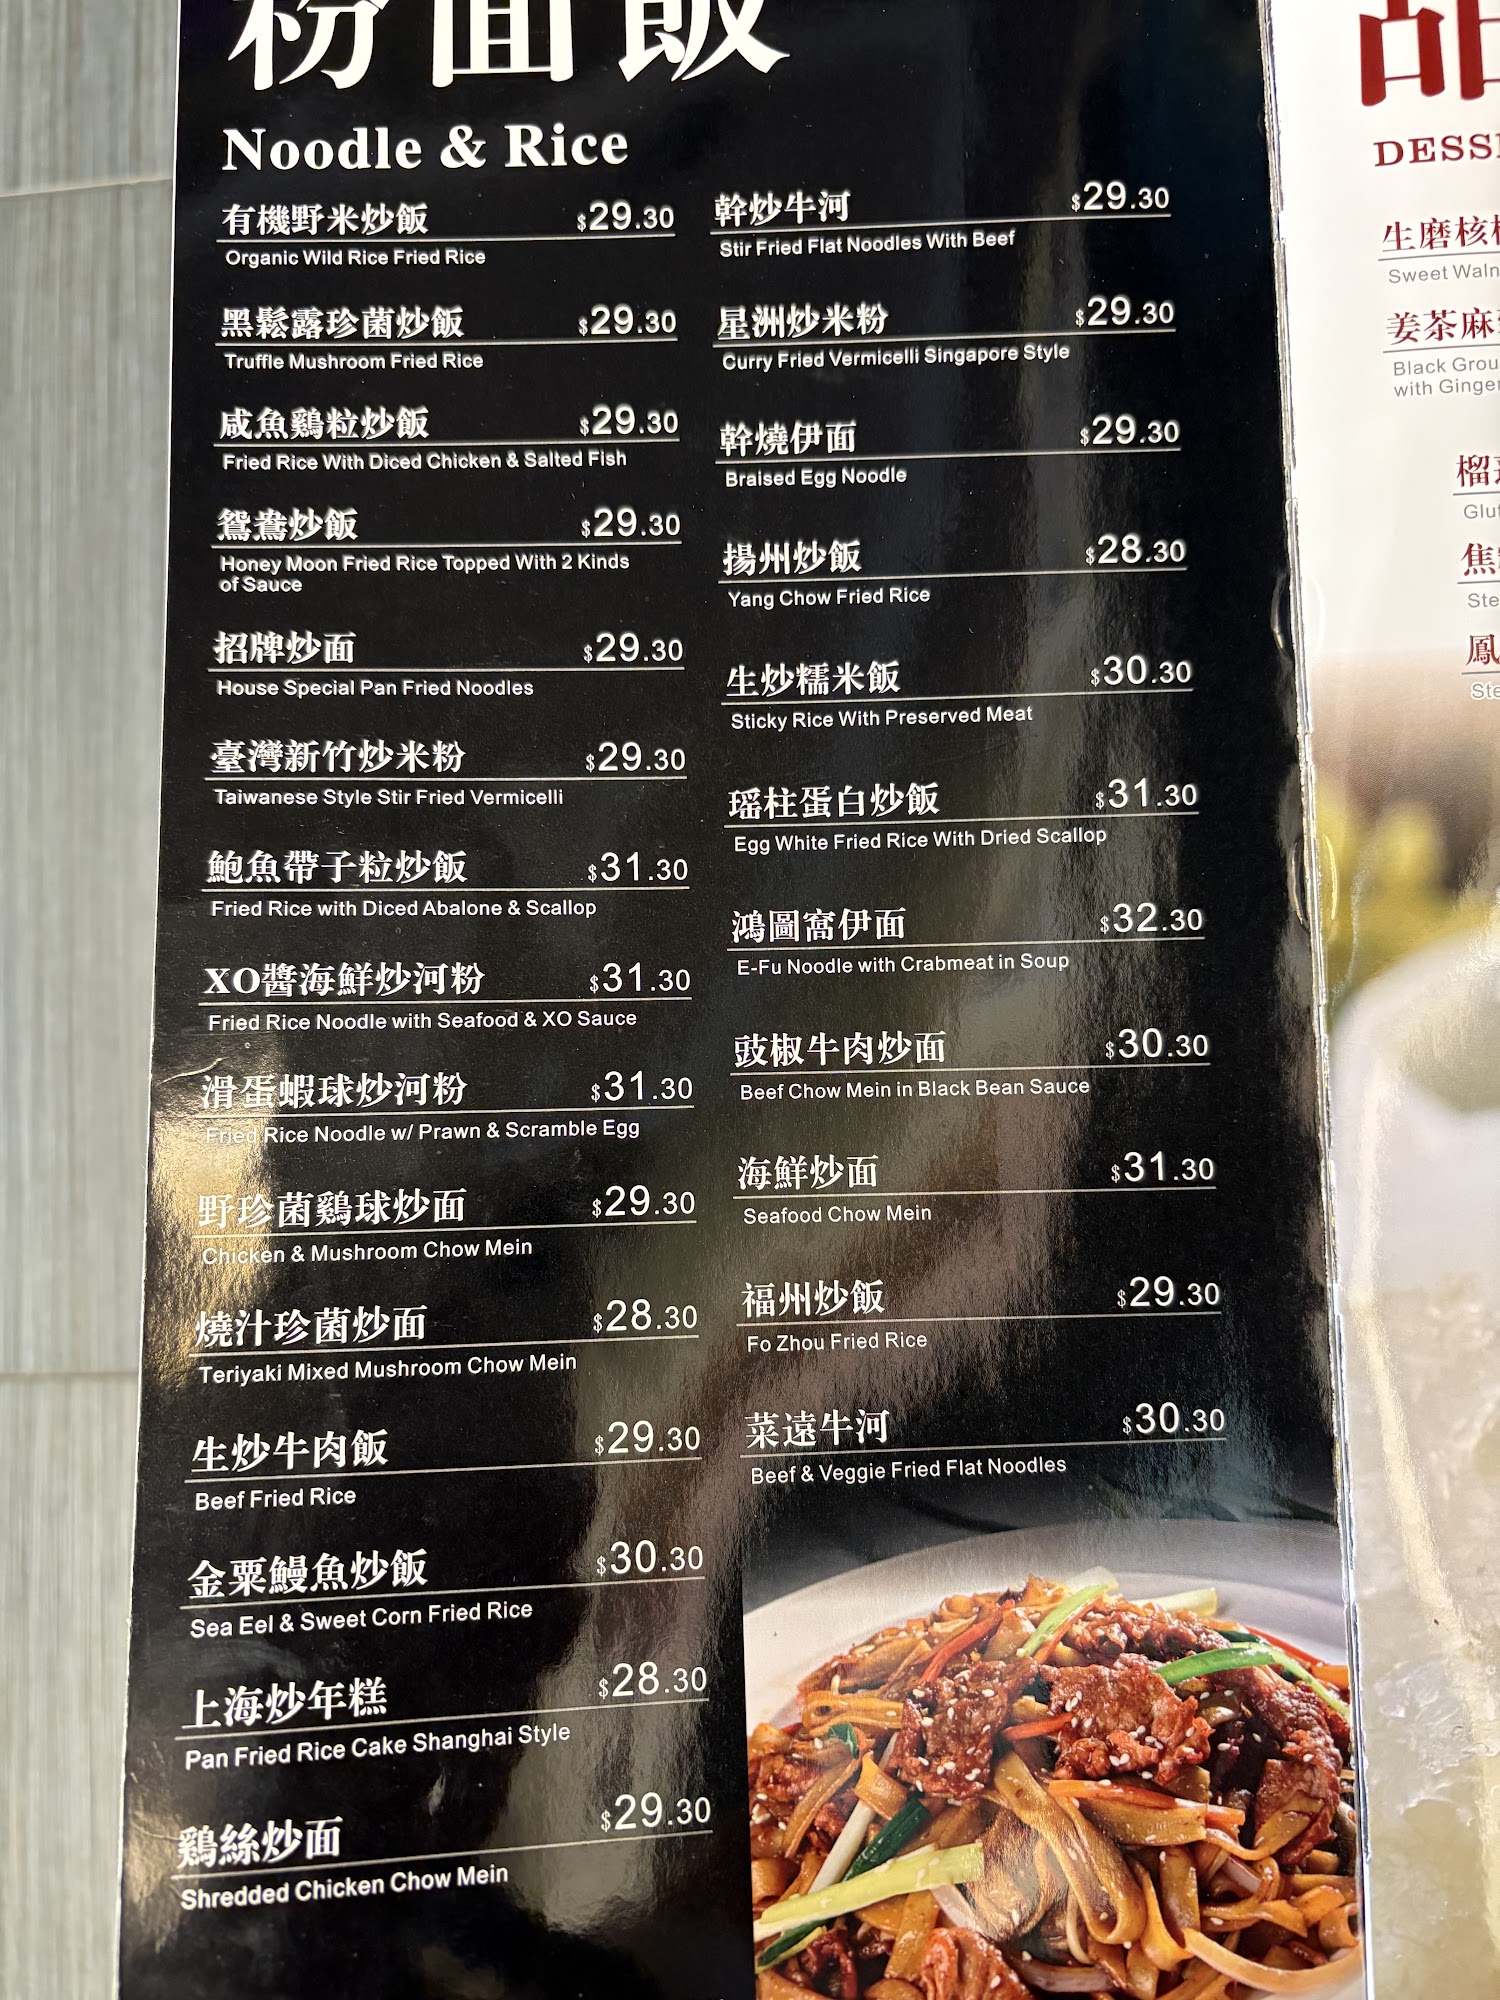 粉面飯
Noodle & Rice
有機野米炒飯 $29.30
Organic Wild Rice Fried Rice
黑鬆露珍菌炒飯 $29.30
Truffle Mushroom Fried Rice
咸魚鷄粒炒飯 $29.30
Fried Rice With Diced Chicken & Salted Fish
鴛鴦炒飯 $29.30
Honey Moon Fried Rice Topped With 2 Kinds
of Sauce
招牌炒面 $29.30
House Special Pan Fried Noodles
臺灣新竹炒米粉 $29.30
Taiwanese Style Stir Fried Vermicelli
鮑魚帶子粒炒飯 $31.30
Fried Rice with Diced Abalone & Scallop
XO醬海鮮炒河粉 $31.30
Fried Rice Noodle with Seafood & XO Sauce
滑蛋蝦球炒河粉 $31.30
Fried Rice Noodle w/ Prawn & Scramble Egg
野珍菌鷄球炒面 $29.30
Chicken & Mushroom Chow Mein
燒汁珍菌炒面 $28.30
Teriyaki Mixed Mushroom Chow Mein
生炒牛肉飯 $29.30
Beef Fried Rice
金粟鰻魚炒飯 $30.30
Sea Eel & Sweet Corn Fried Rice
上海炒年糕 $28.30
Pan Fried Rice Cake Shanghai Style
鷄絲炒面 $29.30
Shredded Chicken Chow Mein
幹炒牛河 $29.30
Stir Fried Flat Noodles With Beef
星洲炒米粉 $29.30
Curry Fried Vermicelli Singapore Style
幹燒伊面 $29.30
Braised Egg Noodle
揚州炒飯 $28.30
Yang Chow Fried Rice
生炒糯米飯 $30.30
Sticky Rice With Preserved Meat
瑶柱蛋白炒飯 $31.30
Egg White Fried Rice With Dried Scallop
鴻圖窩伊面 $32.30
E-Fu Noodle with Crabmeat in Soup
豉椒牛肉炒面 $30.30
Beef Chow Mein in Black Bean Sauce
海鮮炒面 $31.30
Seafood Chow Mein
福州炒飯 $29.30
Fo Zhou Fried Rice
菜遠牛河 $30.30
Beef & Veggie Fried Flat Noodles
DESS
生磨核
Sweet Waln
姜茶麻
Black Grou
with Ginger
榴
Glu
焦
Ste
鳳
Ste